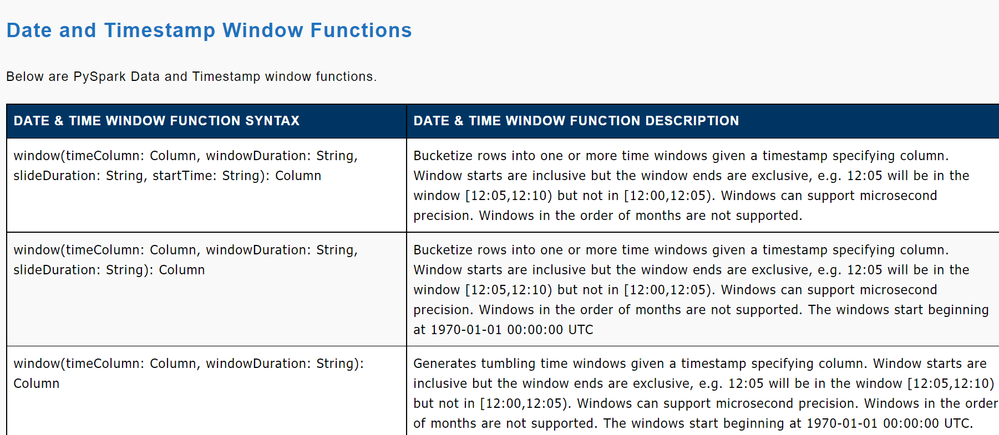 Date and Timestamp Window Functions
Below are PySpark Data and Timestamp window functions.
DATE & TIME WINDOW FUNCTION SYNTAX
DATE & TIME WINDOW FUNCTION DESCRIPTION
window(timeColumn: Column, windowDuration: String,
slideDuration: String, startTime: String): Column
Bucketize rows into one or more time windows given a timestamp specifying column.
Window starts are inclusive but the window ends are exclusive, e.g. 12:05 will be in the
window [12:05,12:10) but not in [12:00,12:05). Windows can support microsecond
precision. Windows in the order of months are not supported.
window(timeColumn: Column, windowDuration: String,
slideDuration: String): Column
Bucketize rows into one or more time windows given a timestamp specifying column.
Window starts are inclusive but the window ends are exclusive, e.g. 12:05 will be in the
window [12:05,12:10) but not in [12:00,12:05). Windows can support microsecond
precision. Windows in the order of months are not supported. The windows start beginning
at 1970-01-01 00:00:00 UTC
window(timeColumn: Column, windowDuration: String):
Column
Generates tumbling time windows given a timestamp specifying column. Window starts are
inclusive but the window ends are exclusive, e.g. 12:05 will be in the window [12:05,12:10)
but not in [12:00,12:05). Windows can support microsecond precision. Windows in the order
of months are not supported. The windows start beginning at 1970-01-01 00:00:00 UTC.